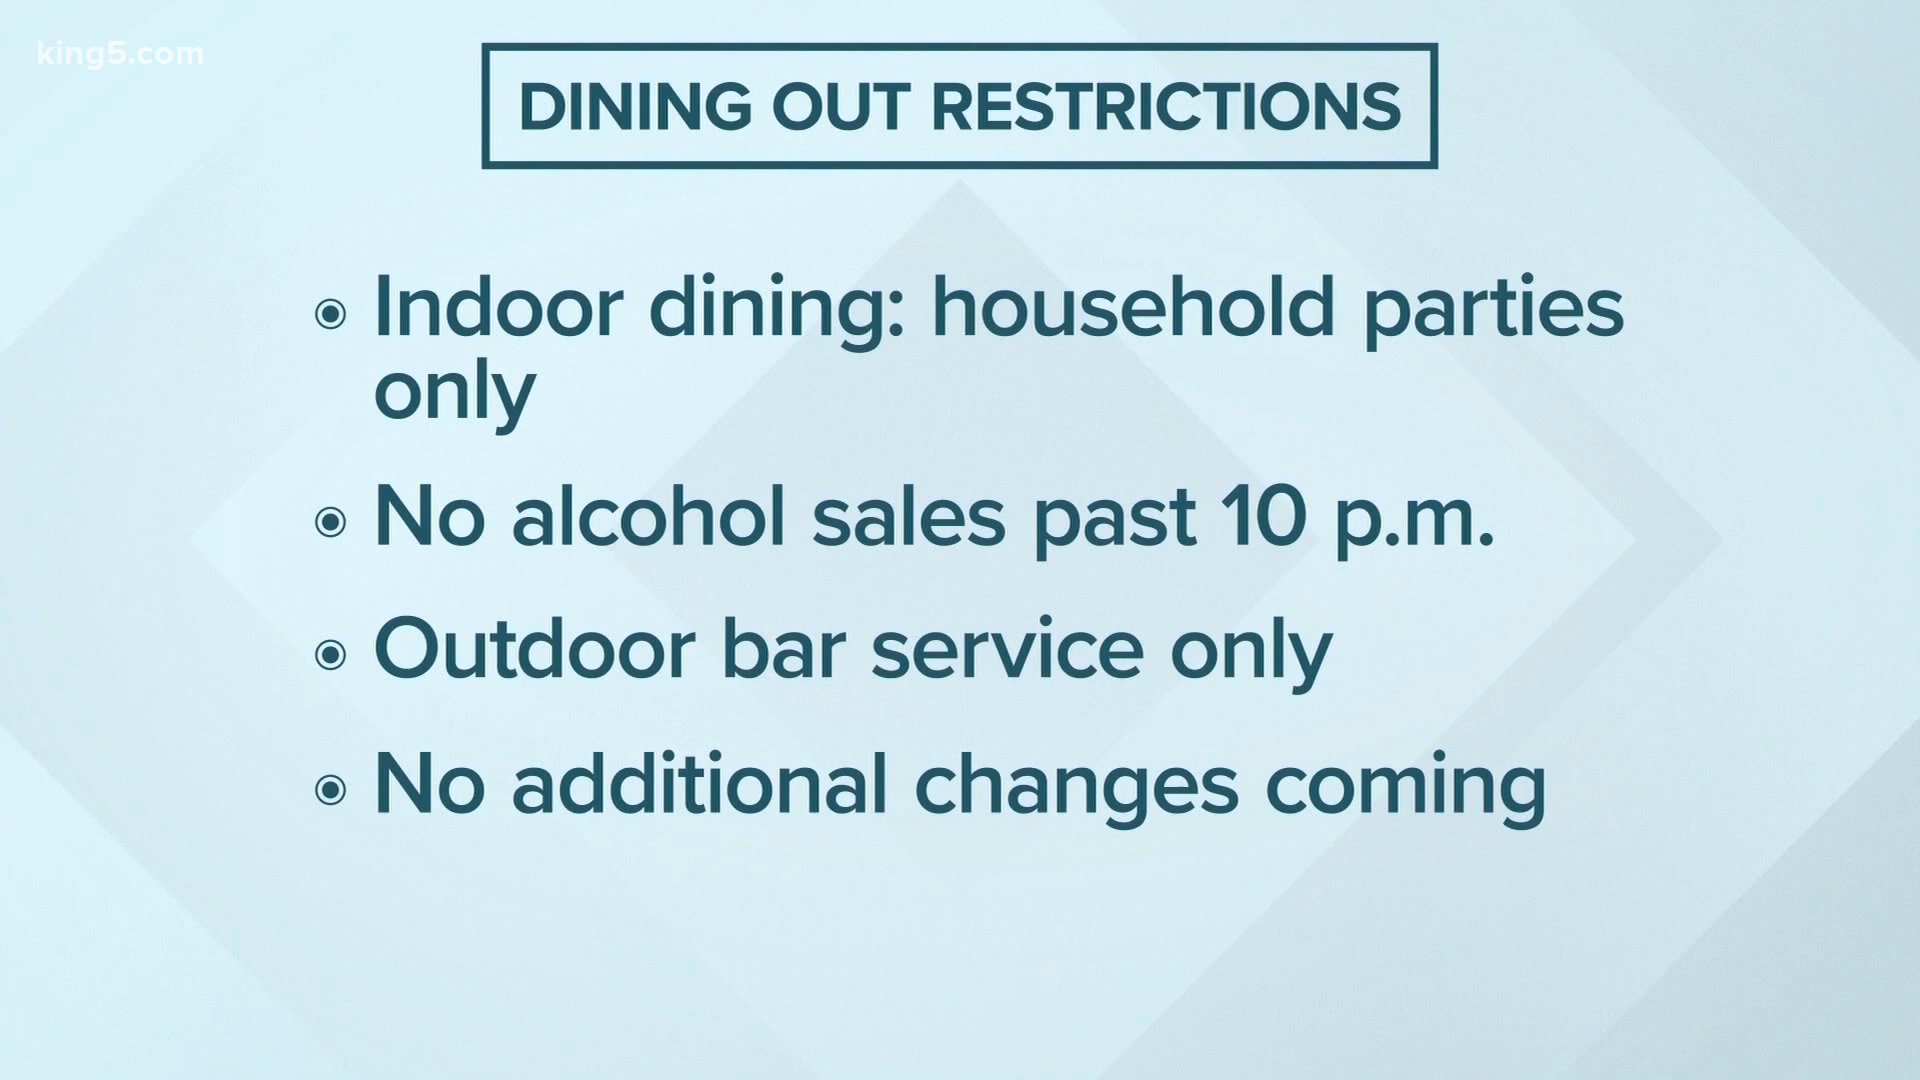 king5.com
DINING OUT RESTRICTIONS
Indoor dining: household parties
only
No alcohol sales past 10 p.m.
Outdoor bar service only
No additional changes coming